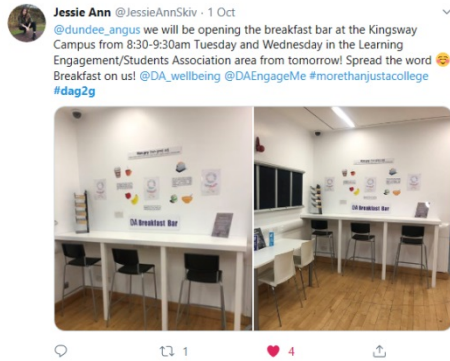 Jessie Ann @JessieAnnSkiv · 1 Oct
@dundee_angus we will be opening the breakfast bar at the Kingsway
Campus from 8:30-9:30am Tuesday and Wednesday in the Learning
Engagement/Students Association area from tomorrow! Spread the word
Breakfast on us! @DA_wellbeing @DAEngageMe #morethanjustacollege
#dag2g
DA Breakfast Bar
DA Breakfast Bar
1
4